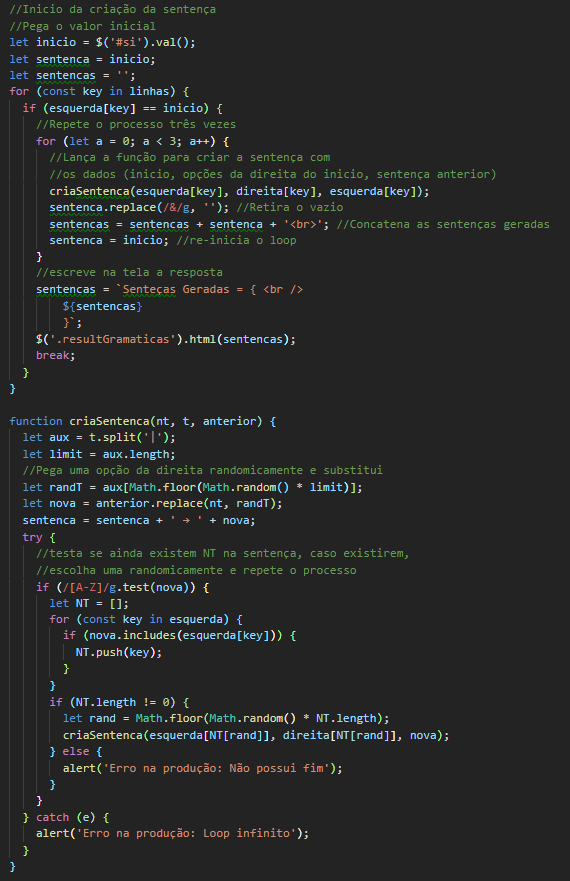 //Inicio da criação da sentença
//Pega o valor inicial
let inicio = $('#si').val();
let sentenca = inicio;
let sentencas = '';
for (const key in linhas) {
  if (esquerda[key] == inicio) {
    //Repete o processo três vezes
    for (let a = 0; a < 3; a++) {
      //Lança a função para criar a sentença com
      //os dados (inicio, opções da direita do inicio, sentença anterior)
      criaSentenca(esquerda[key], direita[key], esquerda[key]);
      sentenca.replace(/&/g, ''); //Retira o vazio
      sentencas = sentencas + sentenca + '<br>'; //Concatena as sentenças geradas
      sentenca = inicio; //re-inicia o loop
    }
    //escreve na tela a resposta
    sentencas = `Senteças Geradas = { <br />
        ${sentencas}
        }`;
    $('.resultGramaticas').html(sentencas);
    break;
  }
}

function criaSentenca(nt, t, anterior) {
  let aux = t.split('|');
  let limit = aux.length;
  //Pega uma opção da direita randomicamente e substitui
  let randT = aux[Math.floor(Math.random() * limit)];
  let nova = anterior.replace(nt, randT);
  sentenca = sentenca + ' → ' + nova;
  try {
    //testa se ainda existem NT na sentença, caso existirem,
    //escolha uma randomicamente e repete o processo
    if (/[A-Z]/g.test(nova)) {
      let NT = [];
      for (const key in esquerda) {
        if (nova.includes(esquerda[key])) {
          NT.push(key);
        }
      }
      if (NT.length != 0) {
        let rand = Math.floor(Math.random() * NT.length);
        criaSentenca(esquerda[NT[rand]], direita[NT[rand]], nova);
      } else {
        alert('Erro na produção: Não possui fim');
      }
    }
  } catch (e) {
    alert('Erro na produção: Loop infinito');
  }
}